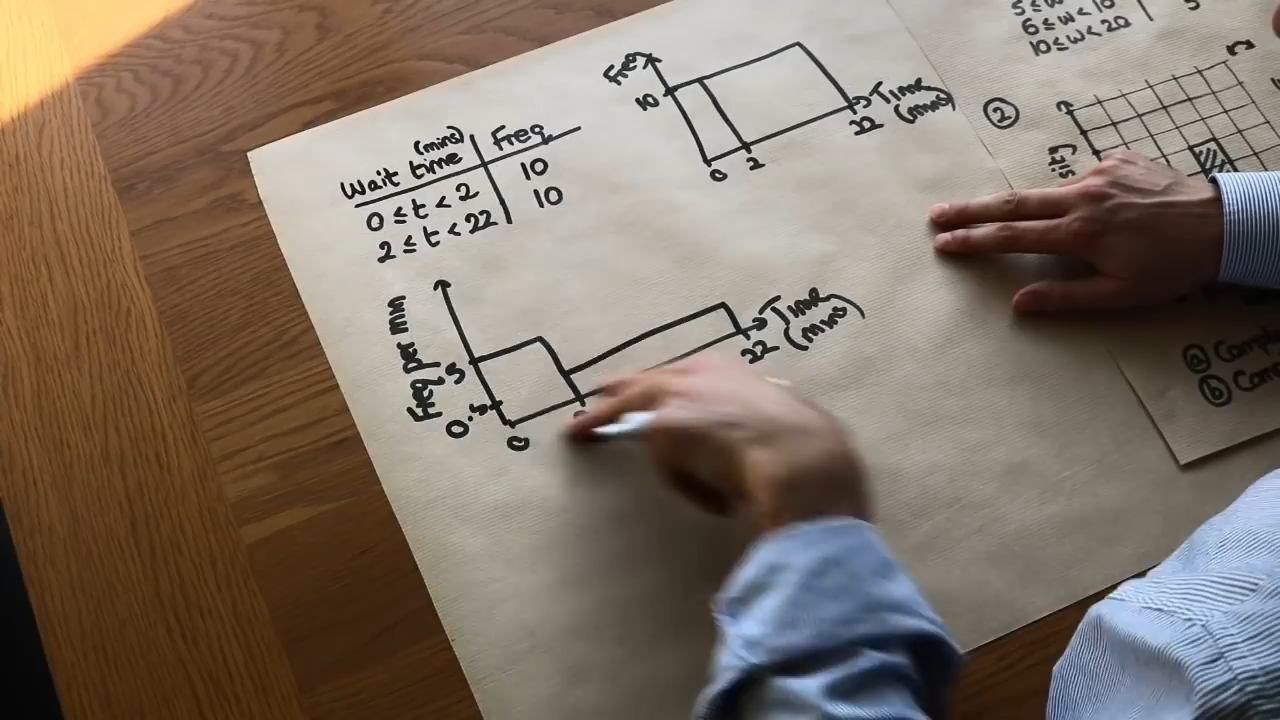 Wait time (mins) Freq
0 ≤ t < 2 10
2 ≤ t < 22 10
Freq
10
0 2 22
Time
(mins)
Freq per min
5
0.5
0
22
Time
(mins)
6 ≤ w < 10
10 ≤ w < 20
5
②
ⓐ
ⓑ